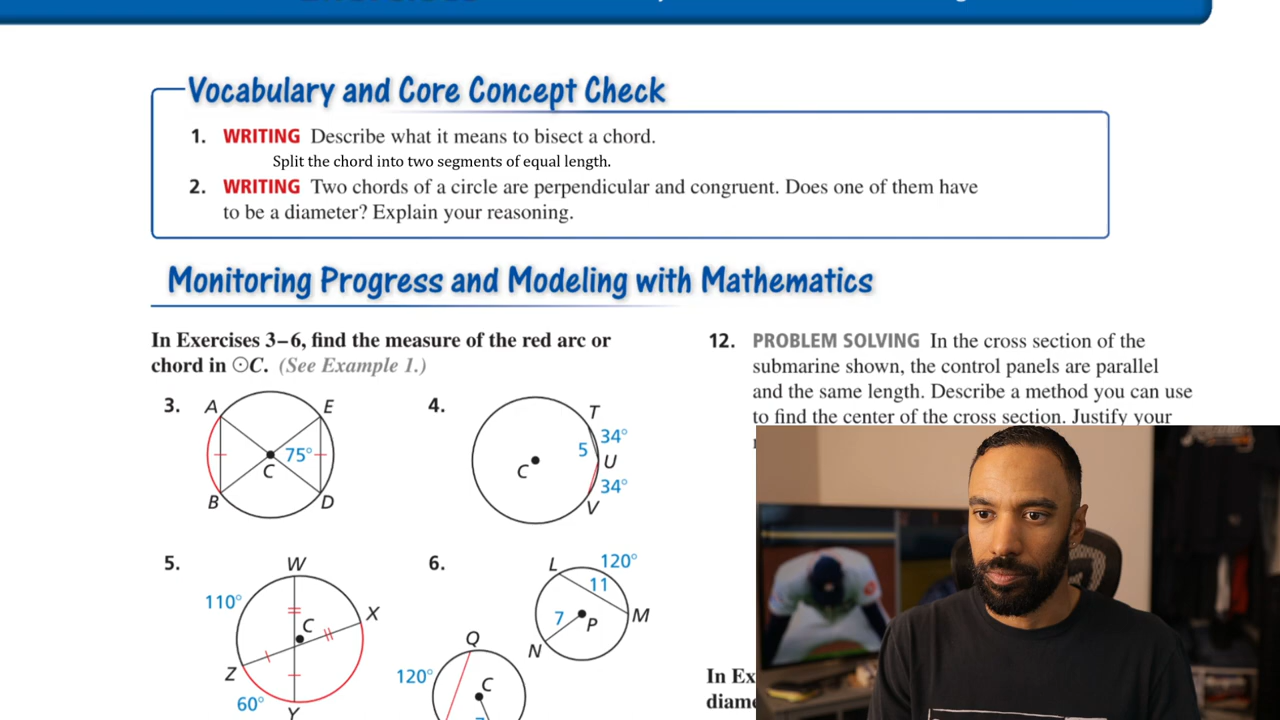 Vocabulary and Core Concept Check
1. WRITING Describe what it means to bisect a chord.
Split the chord into two segments of equal length.
2. WRITING Two chords of a circle are perpendicular and congruent. Does one of them have
to be a diameter? Explain your reasoning.
Monitoring Progress and Modeling with Mathematics
In Exercises 3–6, find the measure of the red arc or
chord in ⊙C. (See Example 1.)
3. A E
75°
C
B D
4. T
34°
5
U
C
34°
V
5. W
110°
X
C
Z
60°
Y
6. L 120°
11
M
7 P
N
Q
120°
C
12. PROBLEM SOLVING In the cross section of the
submarine shown, the control panels are parallel
and the same length. Describe a method you can use
to find the center of the cross section. Justify your
In Ex
diame